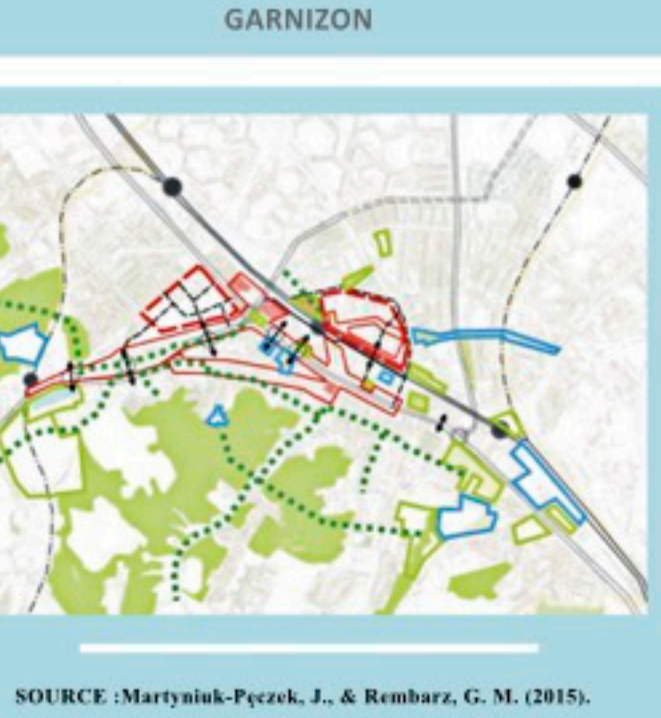 GARNIZON
SOURCE :Martyniuk-Pęczek, J., & Rembarz, G. M. (2015).